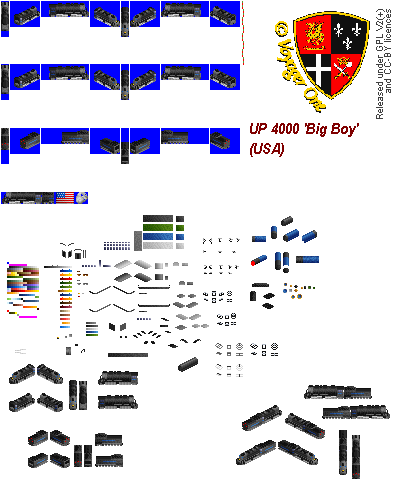 © Voyager One
Released under GPL v2(+)
and CC-BY licences
UP 4000 'Big Boy'
(USA)